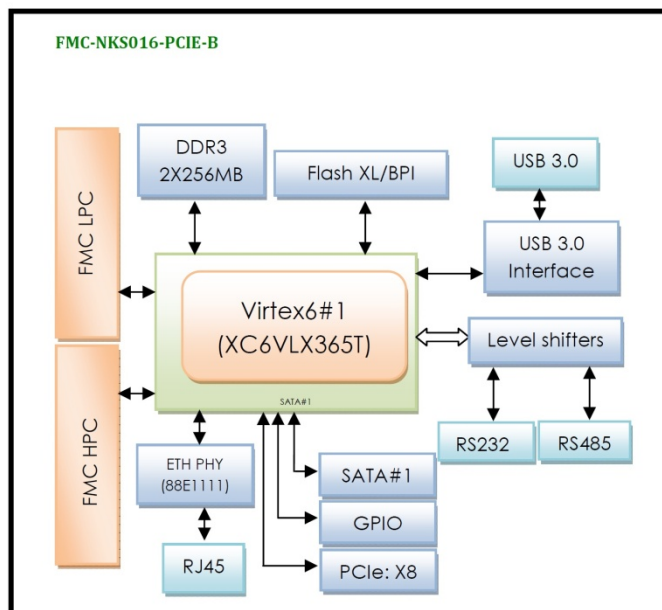 FMC-NKS016-PCIE-B
FMC LPC
DDR3
2X256MB
Flash XL/BPI
USB 3.0
USB 3.0
Interface
Virtex6#1
(XC6VLX365T)
SATA#1
Level shifters
RS232
RS485
FMC HPC
ETH PHY
(88E1111)
RJ45
SATA#1
GPIO
PCIe: X8